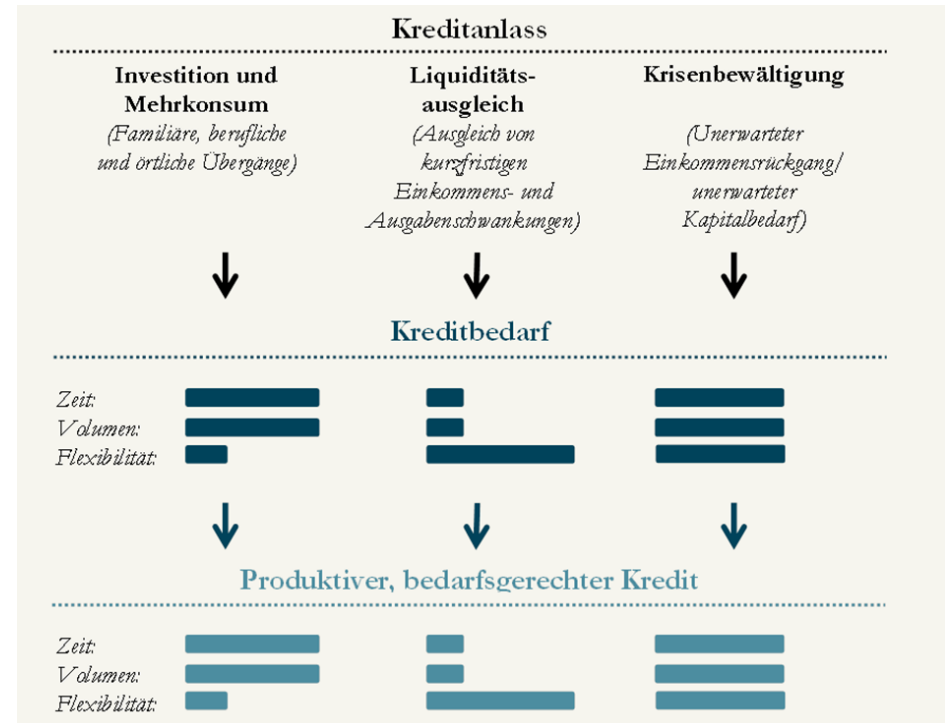 Kreditanlass
Investition und
Mehrkonsum
(Familiäre, berufliche
und örtliche Übergänge)
Liquiditäts-
ausgleich
(Ausgleich von
kurzfristigen
Einkommens- und
Ausgabenschwankungen)
Krisenbewältigung
(Unerwarteter
Einkommensrückgang/
unerwarteter
Kapitalbedarf)
Kreditbedarf
Zeit:
Volumen:
Flexibilität:
Produktiver, bedarfsgerechter Kredit
Zeit:
Volumen:
Flexibilität: